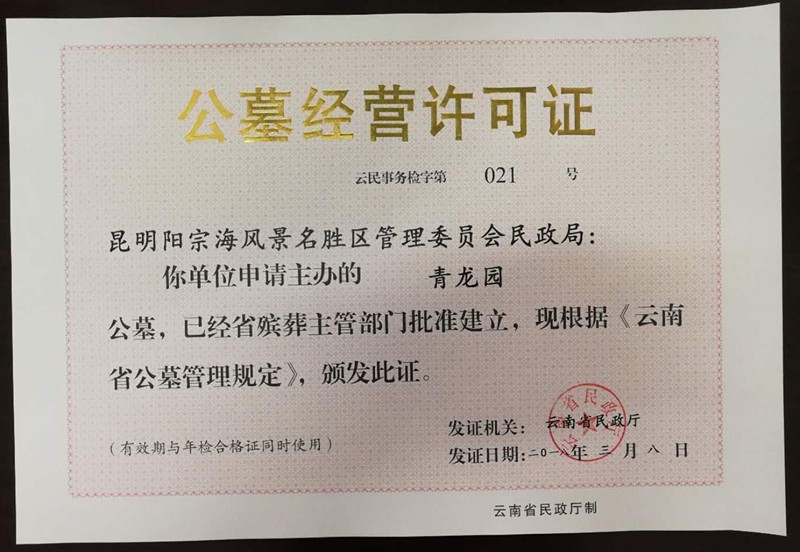 公墓经营许可证
云民事务检字第 021 号
昆明阳宗海风景名胜区管理委员会民政局：
你单位申请主办的 青龙园
公墓，已经省殡葬主管部门批准建立，现根据《云南
省公墓管理规定》，颁发此证。
发证机关： 云南省民政厅
（有效期与年检合格证同时使用）
发证日期：二〇一八年 三 月 八 日
云南省民政厅
云南省民政厅制